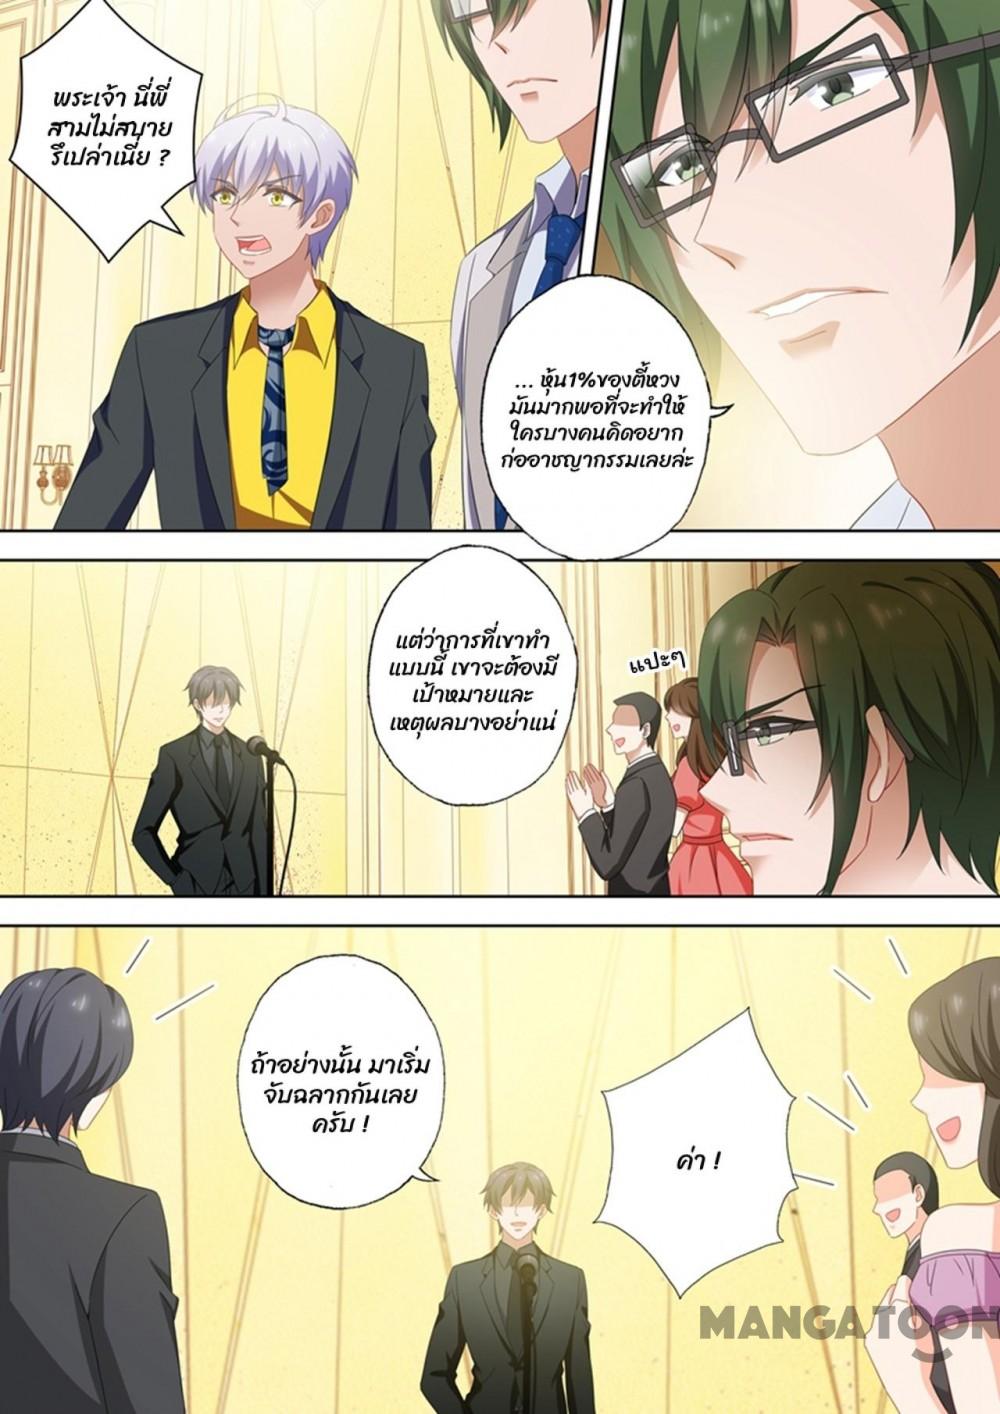 พระเจ้า นี่พี่
สามไม่สบาย
รึเปล่าเนี่ย ?
... หุ้น1%ของตี้หวง
มันมากพอที่จะทำให้
ใครบางคนคิดอยาก
ก่ออาชญากรรมเลยล่ะ
แต่ว่าการที่เขาทำ
แบบนี้ เขาจะต้องมี
เป้าหมายและ
เหตุผลบางอย่าแน่
แปะๆ
ถ้าอย่างนั้น มาเริ่ม
จับฉลากกันเลย
ครับ !
ค่า !
MANGATOON